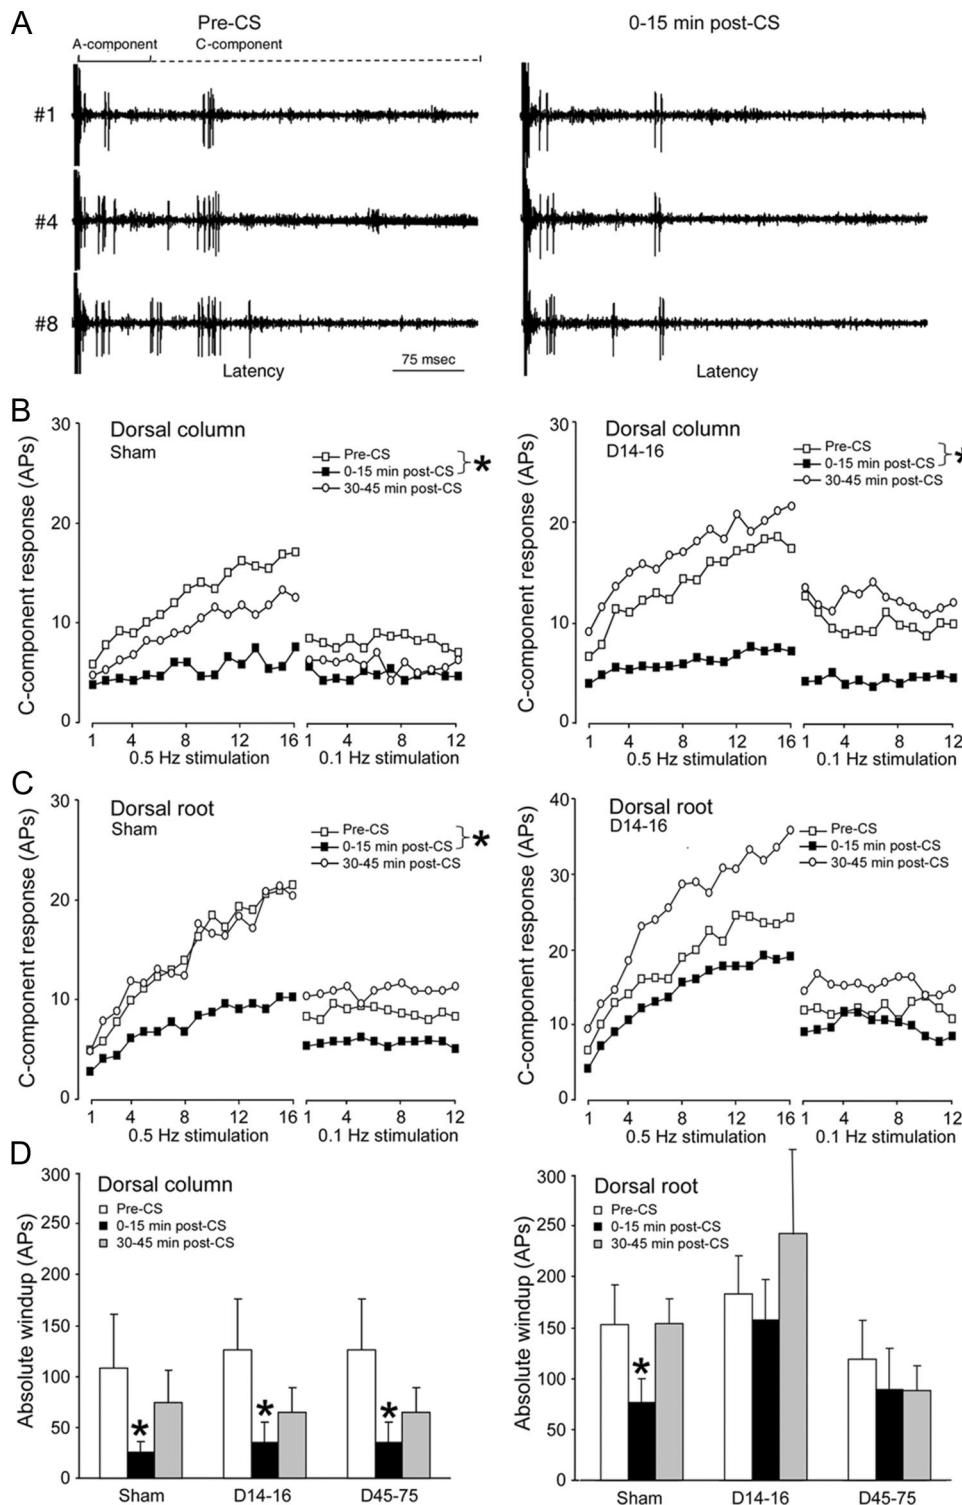 A
Pre-CS
0-15 min post-CS
A-component
C-component
#1
#4
#8
Latency
75 msec
Latency
B
C-component response (APs)
30
20
10
0
Dorsal column
Sham
Pre-CS
0-15 min post-CS
30-45 min post-CS
*
1 4 8 12 16
0.5 Hz stimulation
1 4 8 12
0.1 Hz stimulation
C-component response (APs)
30
20
10
0
Dorsal column
D14-16
Pre-CS
0-15 min post-CS
30-45 min post-CS
*
1 4 8 12 16
0.5 Hz stimulation
1 4 8 12
0.1 Hz stimulation
C
C-component response (APs)
30
20
10
0
Dorsal root
Sham
Pre-CS
0-15 min post-CS
30-45 min post-CS
*
1 4 8 12 16
0.5 Hz stimulation
1 4 8 12
0.1 Hz stimulation
C-component response (APs)
40
30
20
10
0
Dorsal root
D14-16
Pre-CS
0-15 min post-CS
30-45 min post-CS
1 4 8 12 16
0.5 Hz stimulation
1 4 8 12
0.1 Hz stimulation
D
Absolute windup (APs)
300
250
200
150
100
50
0
Dorsal column
Pre-CS
0-15 min post-CS
30-45 min post-CS
* * *
Sham D14-16 D45-75
Absolute windup (APs)
300
250
200
150
100
50
0
Dorsal root
Pre-CS
0-15 min post-CS
30-45 min post-CS
*
Sham D14-16 D45-75